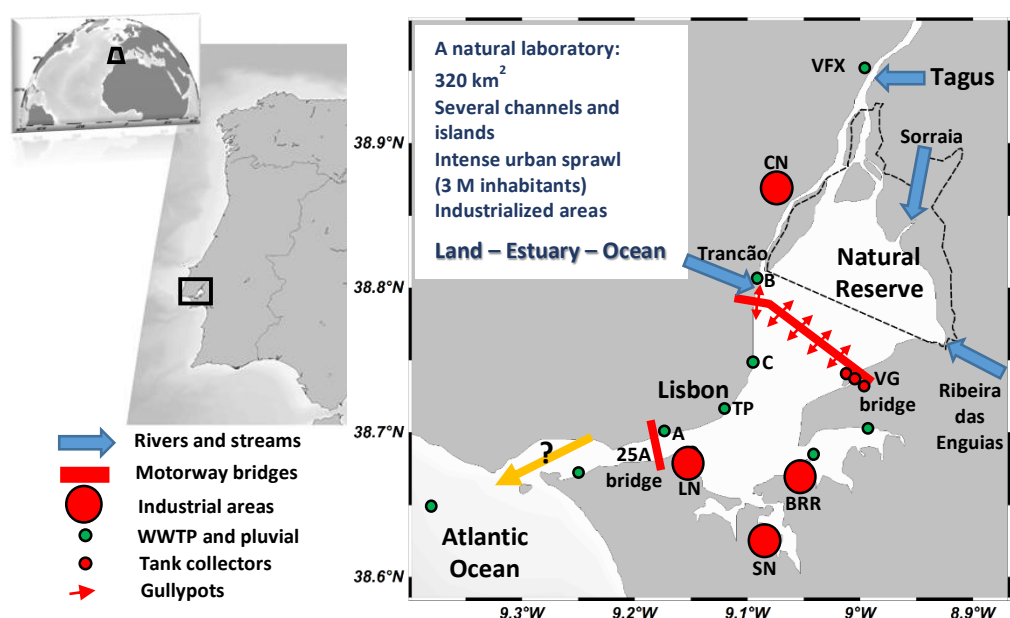 A natural laboratory:
320 km²
Several channels and
islands
Intense urban sprawl
(3 M inhabitants)
Industrialized areas
Land – Estuary – Ocean
VFX
Tagus
Sorraia
CN
Trancão
B
Natural
Reserve
C
Lisbon
TP
VG
bridge
Ribeira
das
Enguias
A
25A
bridge
?
LN
BRR
SN
Atlantic
Ocean
38.9°N
38.8°N
38.7°N
38.6°N
9.3°W
9.2°W
9.1°W
9°W
8.9°W
Rivers and streams
Motorway bridges
Industrial areas
WWTP and pluvial
Tank collectors
Gullypots